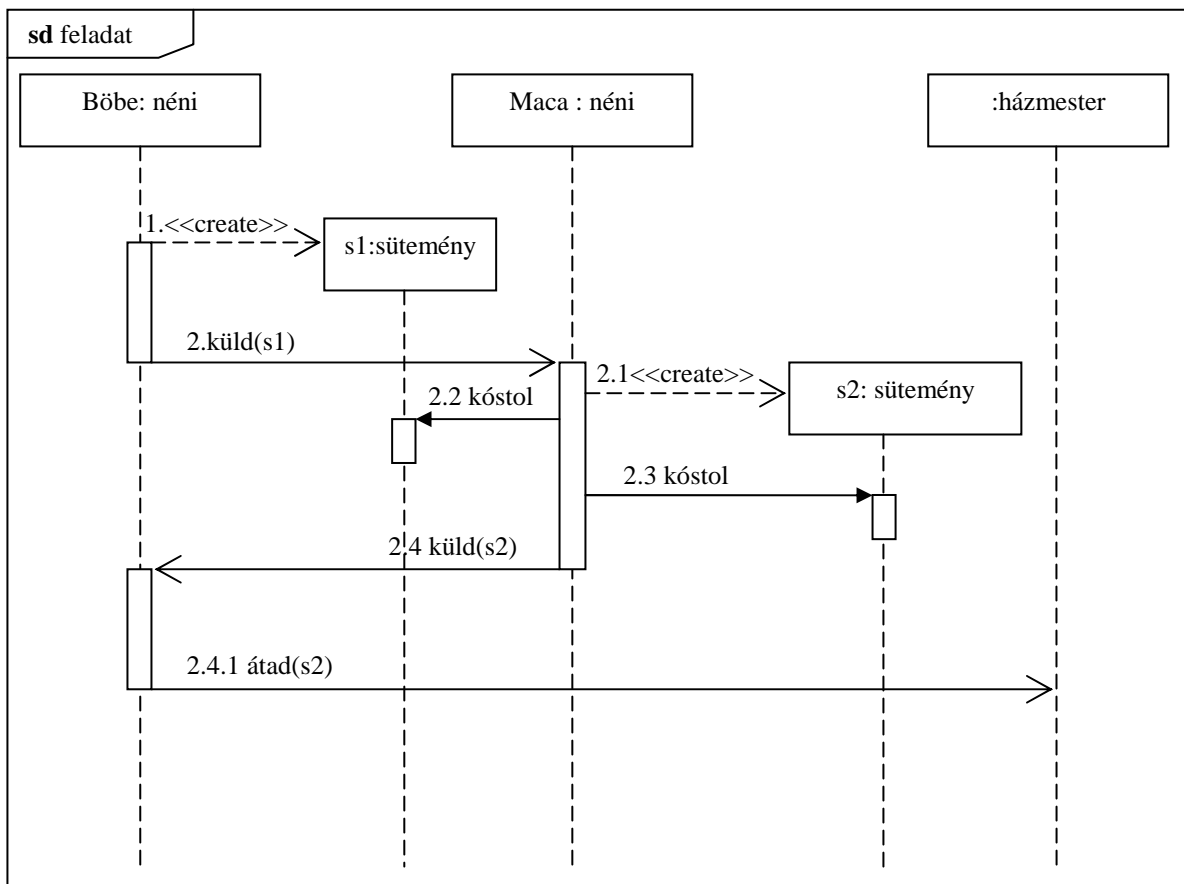 sd feladat
Böbe: néni
Maca : néni
:házmester
1.<<create>>
s1:sütemény
2.küld(s1)
2.1<<create>>
s2: sütemény
2.2 kóstol
2.3 kóstol
2.4 küld(s2)
2.4.1 átad(s2)